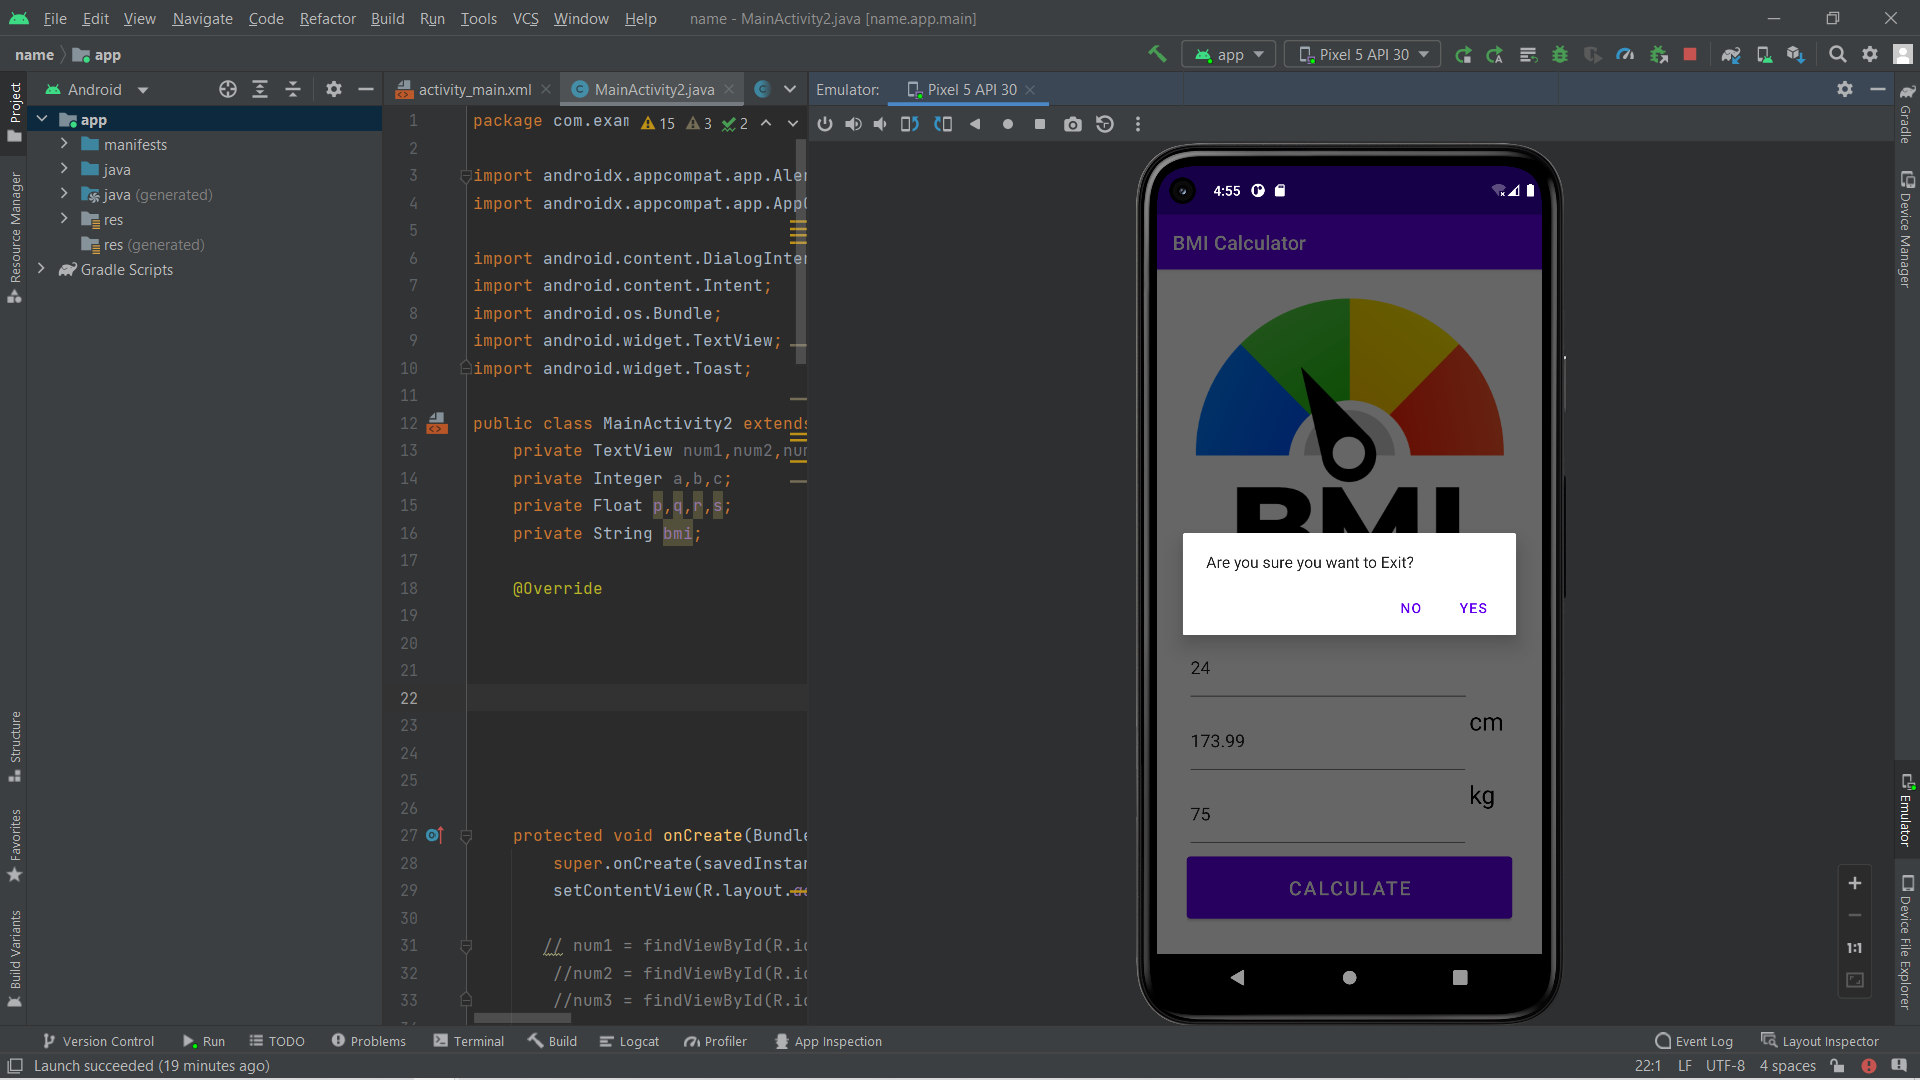 File Edit View Navigate Code Refactor Build Run Tools VCS Window Help name - MainActivity2.java [name.app.main]
name app
app Pixel 5 API 30
Android
activity_main.xml MainActivity2.java
Emulator: Pixel 5 API 30
Project
Resource Manager
Structure
Favorites
Build Variants
app
manifests
java
java (generated)
res
res (generated)
Gradle Scripts
15 3 2
1 package com.exam
2
3 import androidx.appcompat.app.Aler
4 import androidx.appcompat.app.AppC
5
6 import android.content.DialogInter
7 import android.content.Intent;
8 import android.os.Bundle;
9 import android.widget.TextView;
10 import android.widget.Toast;
11
12 public class MainActivity2 extends
13 private TextView num1,num2,num
14 private Integer a,b,c;
15 private Float p,q,r,s;
16 private String bmi;
17
18 @Override
19
20
21
22
23
24
25
26
27 protected void onCreate(Bundle
28 super.onCreate(savedInstan
29 setContentView(R.layout.ac
30
31 // num1 = findViewById(R.id
32 //num2 = findViewById(R.id
33 //num3 = findViewById(R.id
4:55
BMI Calculator
BMI
Are you sure you want to Exit?
NO YES
24
173.99 cm
75 kg
CALCULATE
1:1
Gradle
Device Manager
Emulator
Device File Explorer
Version Control Run TODO Problems Terminal Build Logcat Profiler App Inspection Event Log Layout Inspector
Launch succeeded (19 minutes ago) 22:1 LF UTF-8 4 spaces